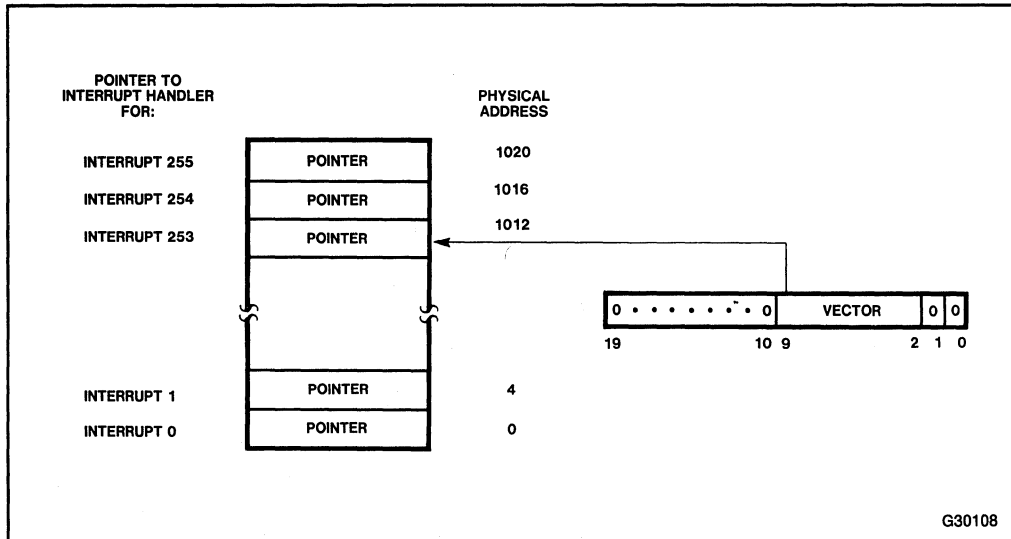 POINTER TO
INTERRUPT HANDLER
FOR:
PHYSICAL
ADDRESS
INTERRUPT 255 POINTER 1020
INTERRUPT 254 POINTER 1016
INTERRUPT 253 POINTER 1012
0 • • • • • • • 0 VECTOR 0 0
19 10 9 2 1 0
INTERRUPT 1 POINTER 4
INTERRUPT 0 POINTER 0
G30108